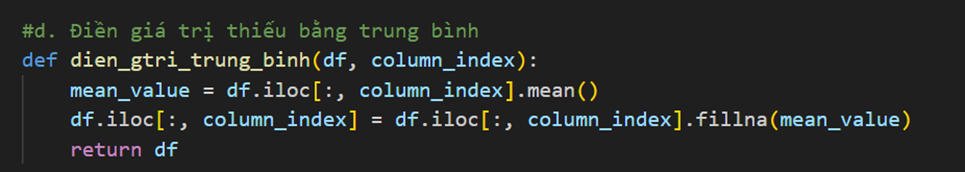 #d. Điền giá trị thiếu bằng trung bình
def dien_gtri_trung_binh(df, column_index):
    mean_value = df.iloc[:, column_index].mean()
    df.iloc[:, column_index] = df.iloc[:, column_index].fillna(mean_value)
    return df